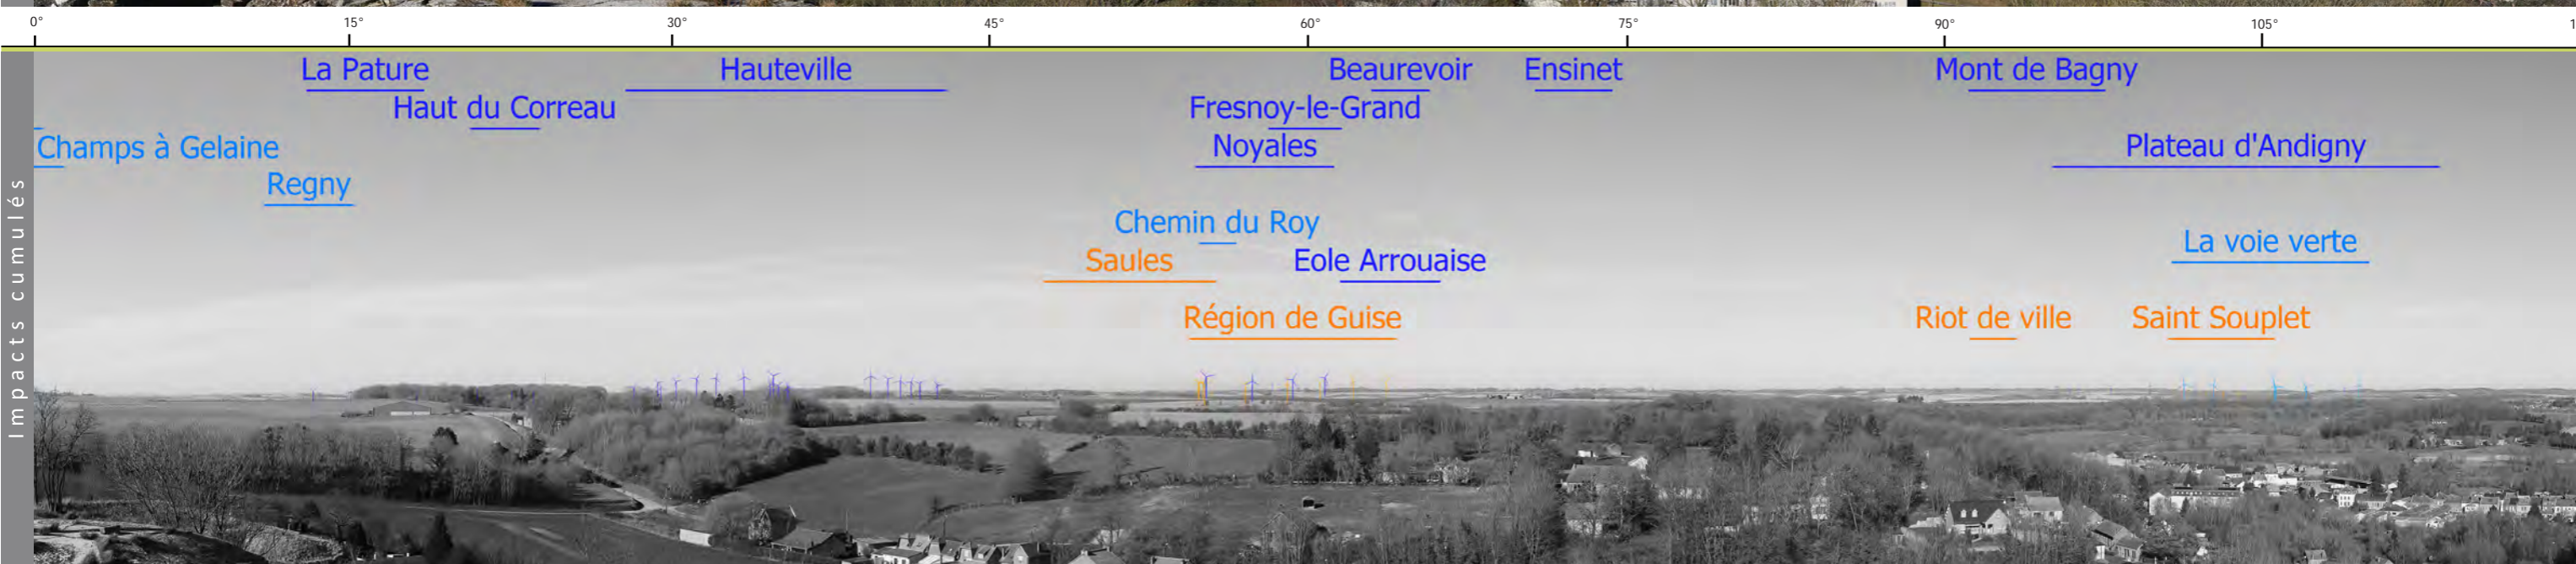 0° 15° 30° 45° 60° 75° 90° 105°
La Pature Hauteville Beaurevoir Ensinet Mont de Bagny
Haut du Correau Fresnoy-le-Grand
Champs à Gelaine Noyales Plateau d'Andigny
Regny
Chemin du Roy La voie verte
Saules Eole Arrouaise
Région de Guise Riot de ville Saint Souplet
Impacts cumulés